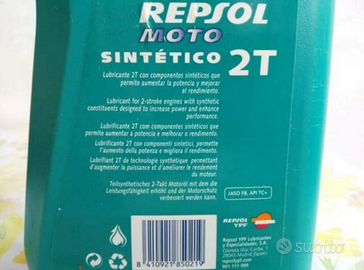 REPSOL
MOTO
SINTÉTICO 2T
Lubricante 2T con componentes sintéticos que
permite aumentar la potencia y mejorar
el rendimiento.
Lubricant for 2-stroke engines with synthetic
constituents designed to increase power and enhance
performance.
Lubrificante 2T com componentes sintéticos que
permite aumentar a potencia e melhorar o rendimento.
Lubrificante 2T con componenti sintetici, permette
l'aumento della potenza e migliora il rendimento.
Lubrifiant 2T de technologie synthétique permettant
d'augmenter la puissance et d'améliorer le rendement
du moteur.
Teilsynthetisches 2-Takt Motoröl mit dem die
Leistungsfähigkeit erhöht und der Motorschutz
verbessert werden.
JASO FB, API TC+
8 410921 850219
REPSOL
YPF
Repsol YPF Lubricantes
y Especialidades, S.A.
28043 Madrid (Spain)
repsolypf.com
901 111 999
subito